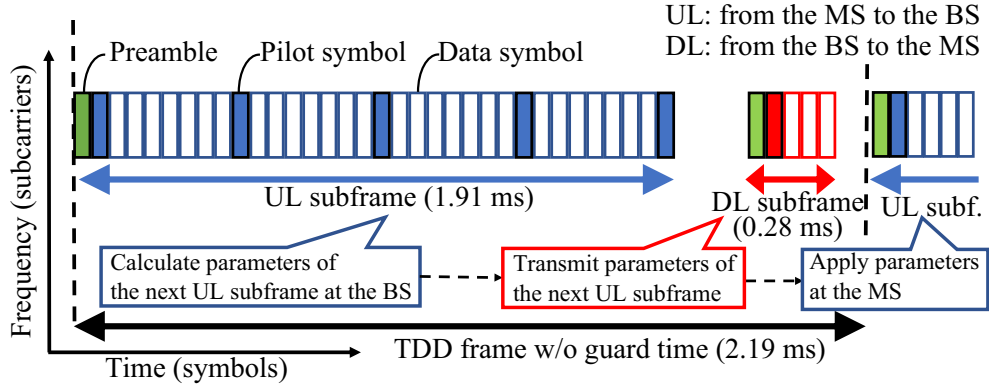 UL: from the MS to the BS
DL: from the BS to the MS
Preamble
Pilot symbol
Data symbol
Frequency (subcarriers)
UL subframe (1.91 ms)
DL subframe
(0.28 ms)
UL subf.
Calculate parameters of
the next UL subframe at the BS
Transmit parameters of
the next UL subframe
Apply parameters
at the MS
TDD frame w/o guard time (2.19 ms)
Time (symbols)